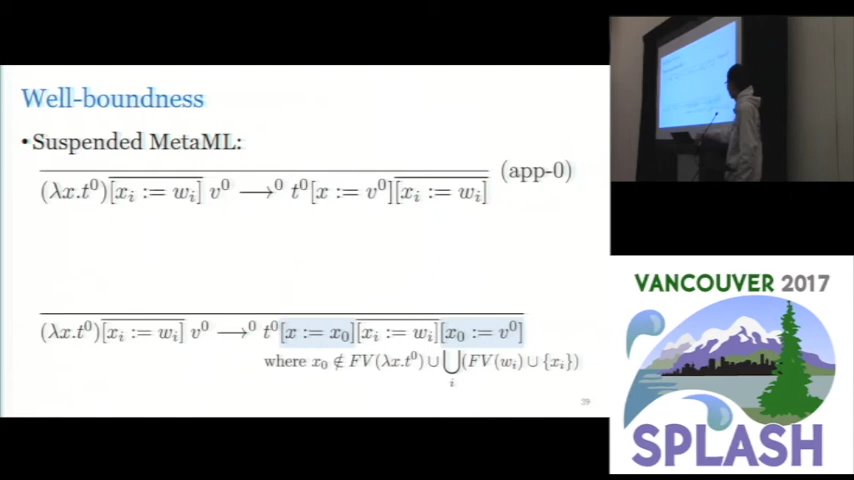 Well-boundness
• Suspended MetaML:
(λx.t⁰)[xᵢ := wᵢ] v⁰ ⟶⁰ t⁰[x := v⁰][xᵢ := wᵢ] (app-0)
(λx.t⁰)[xᵢ := wᵢ] v⁰ ⟶⁰ t⁰[x := x₀][xᵢ := wᵢ][x₀ := v⁰]
where x₀ ∉ FV(λx.t⁰) ∪ ⋃ᵢ(FV(wᵢ) ∪ {xᵢ})
39
VANCOUVER 2017
SPLASH